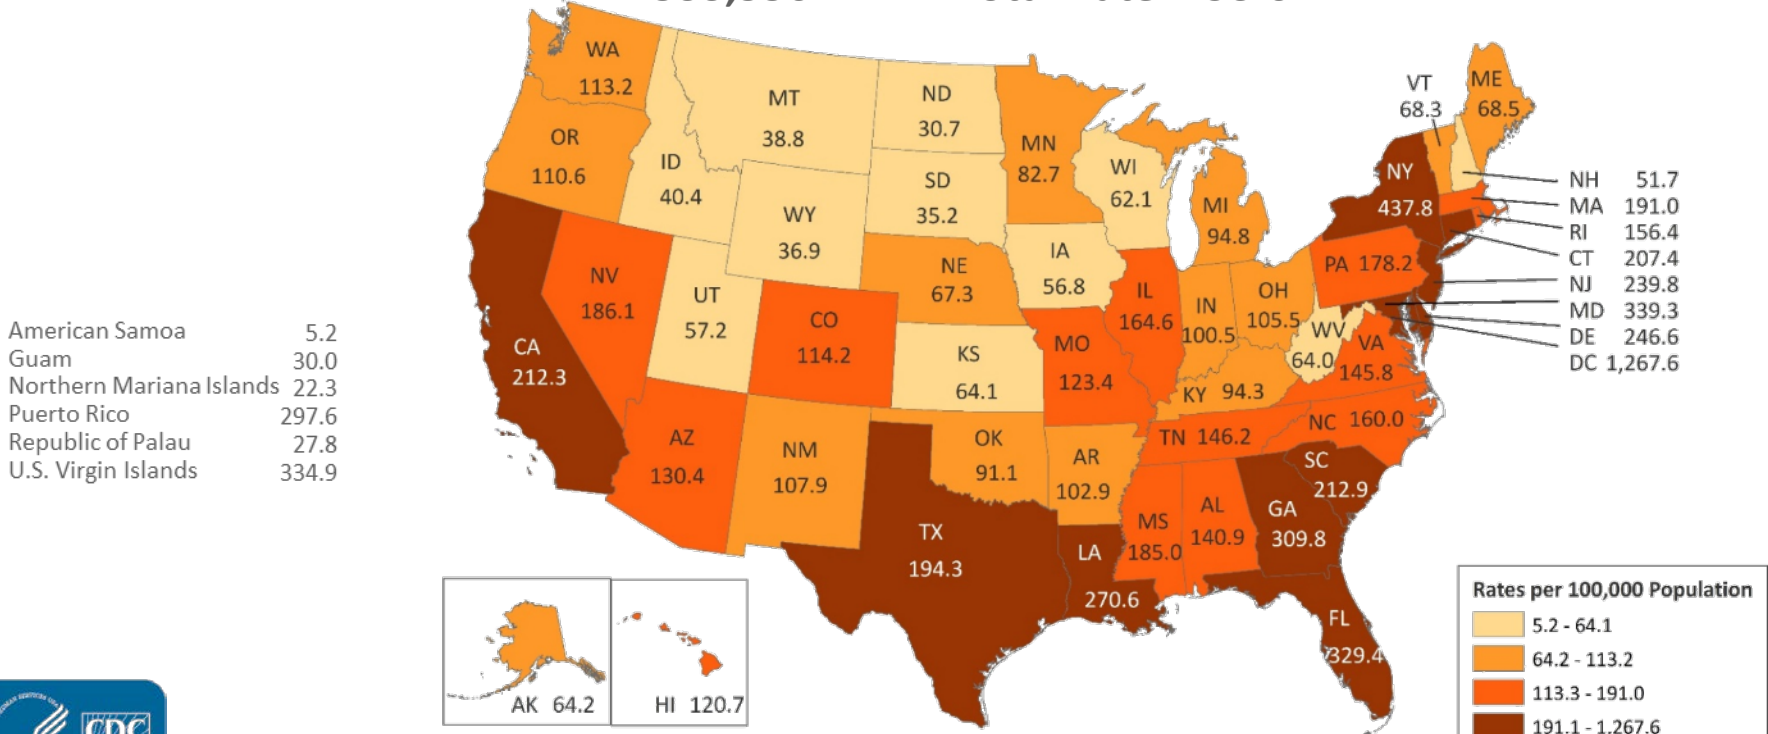 WA
113.2
OR
110.6
CA
212.3
NV
186.1
ID
40.4
MT
38.8
WY
36.9
UT
57.2
CO
114.2
AZ
130.4
NM
107.9
ND
30.7
SD
35.2
NE
67.3
KS
64.1
OK
91.1
TX
194.3
MN
82.7
IA
56.8
MO
123.4
AR
102.9
LA
270.6
WI
62.1
IL
164.6
MI
94.8
IN
100.5
OH
105.5
KY 94.3
TN 146.2
MS
185.0
AL
140.9
GA
309.8
FL
329.4
SC
212.9
NC 160.0
VA
145.8
WV
64.0
PA 178.2
NY
437.8
VT
68.3
ME
68.5
NH 51.7
MA 191.0
RI 156.4
CT 207.4
NJ 239.8
MD 339.3
DE 246.6
DC 1,267.6
American Samoa 5.2
Guam 30.0
Northern Mariana Islands 22.3
Puerto Rico 297.6
Republic of Palau 27.8
U.S. Virgin Islands 334.9
AK 64.2
HI 120.7
Rates per 100,000 Population
5.2 - 64.1
64.2 - 113.2
113.3 - 191.0
191.1 - 1,267.6
CDC